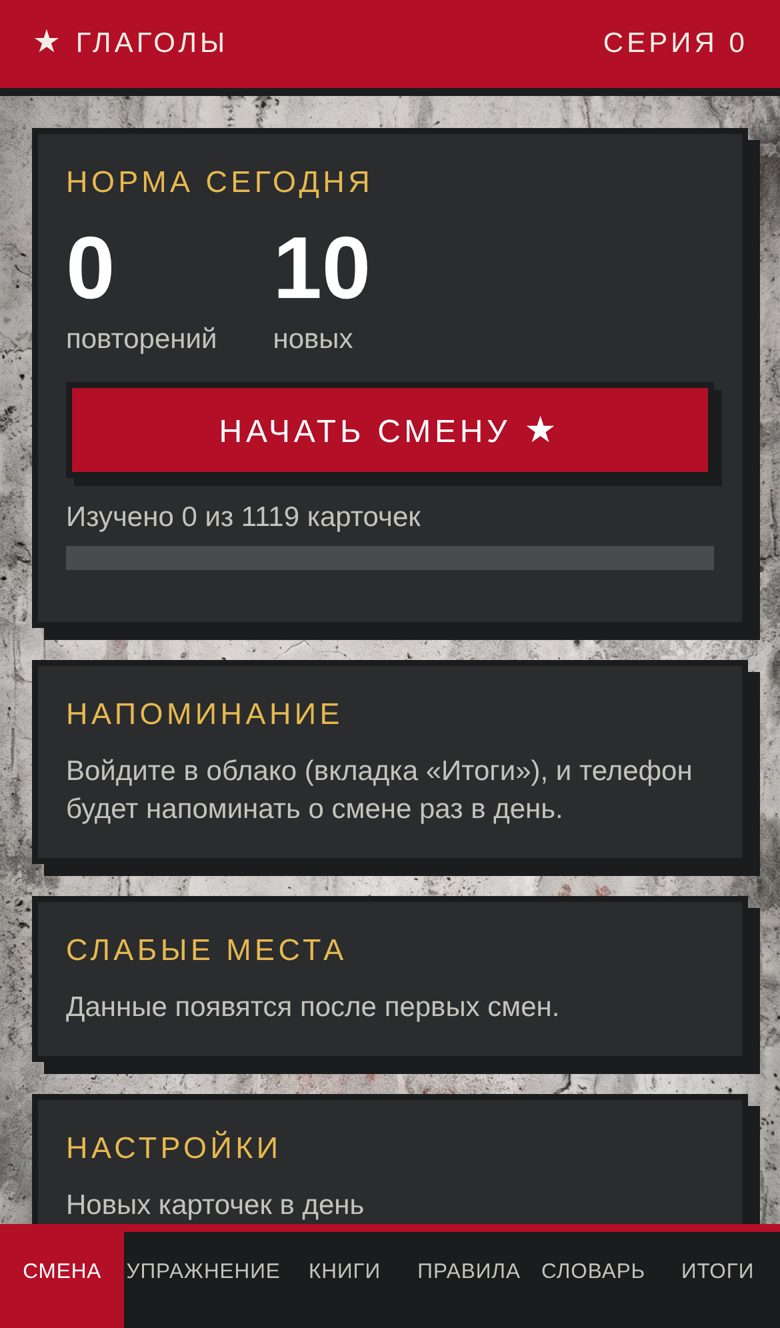 ★ ГЛАГОЛЫ
СЕРИЯ 0
НОРМА СЕГОДНЯ
0 10
повторений новых
НАЧАТЬ СМЕНУ ★
Изучено 0 из 1119 карточек
НАПОМИНАНИЕ
Войдите в облако (вкладка «Итоги»), и телефон
будет напоминать о смене раз в день.
СЛАБЫЕ МЕСТА
Данные появятся после первых смен.
НАСТРОЙКИ
Новых карточек в день
СМЕНА УПРАЖНЕНИЕ КНИГИ ПРАВИЛА СЛОВАРЬ ИТОГИ